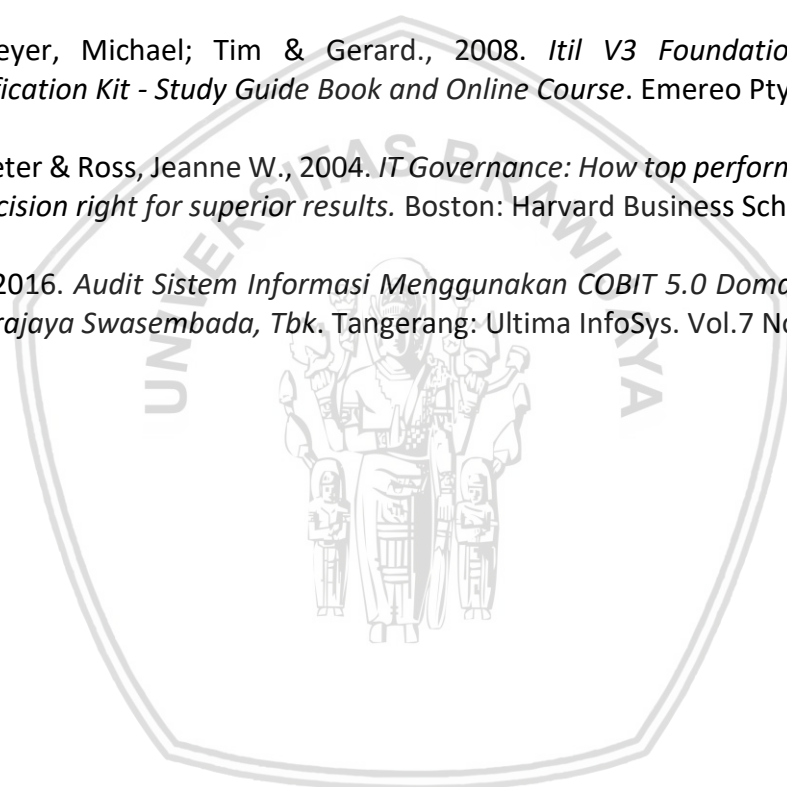 eyer, Michael; Tim & Gerard., 2008. Itil V3 Foundatio
fication Kit - Study Guide Book and Online Course. Emereo Pty
eter & Ross, Jeanne W., 2004. IT Governance: How top perform
cision right for superior results. Boston: Harvard Business Sch
2016. Audit Sistem Informasi Menggunakan COBIT 5.0 Doma
rajaya Swasembada, Tbk. Tangerang: Ultima InfoSys. Vol.7 No
UNIVERSITAS BRAWIJAYA